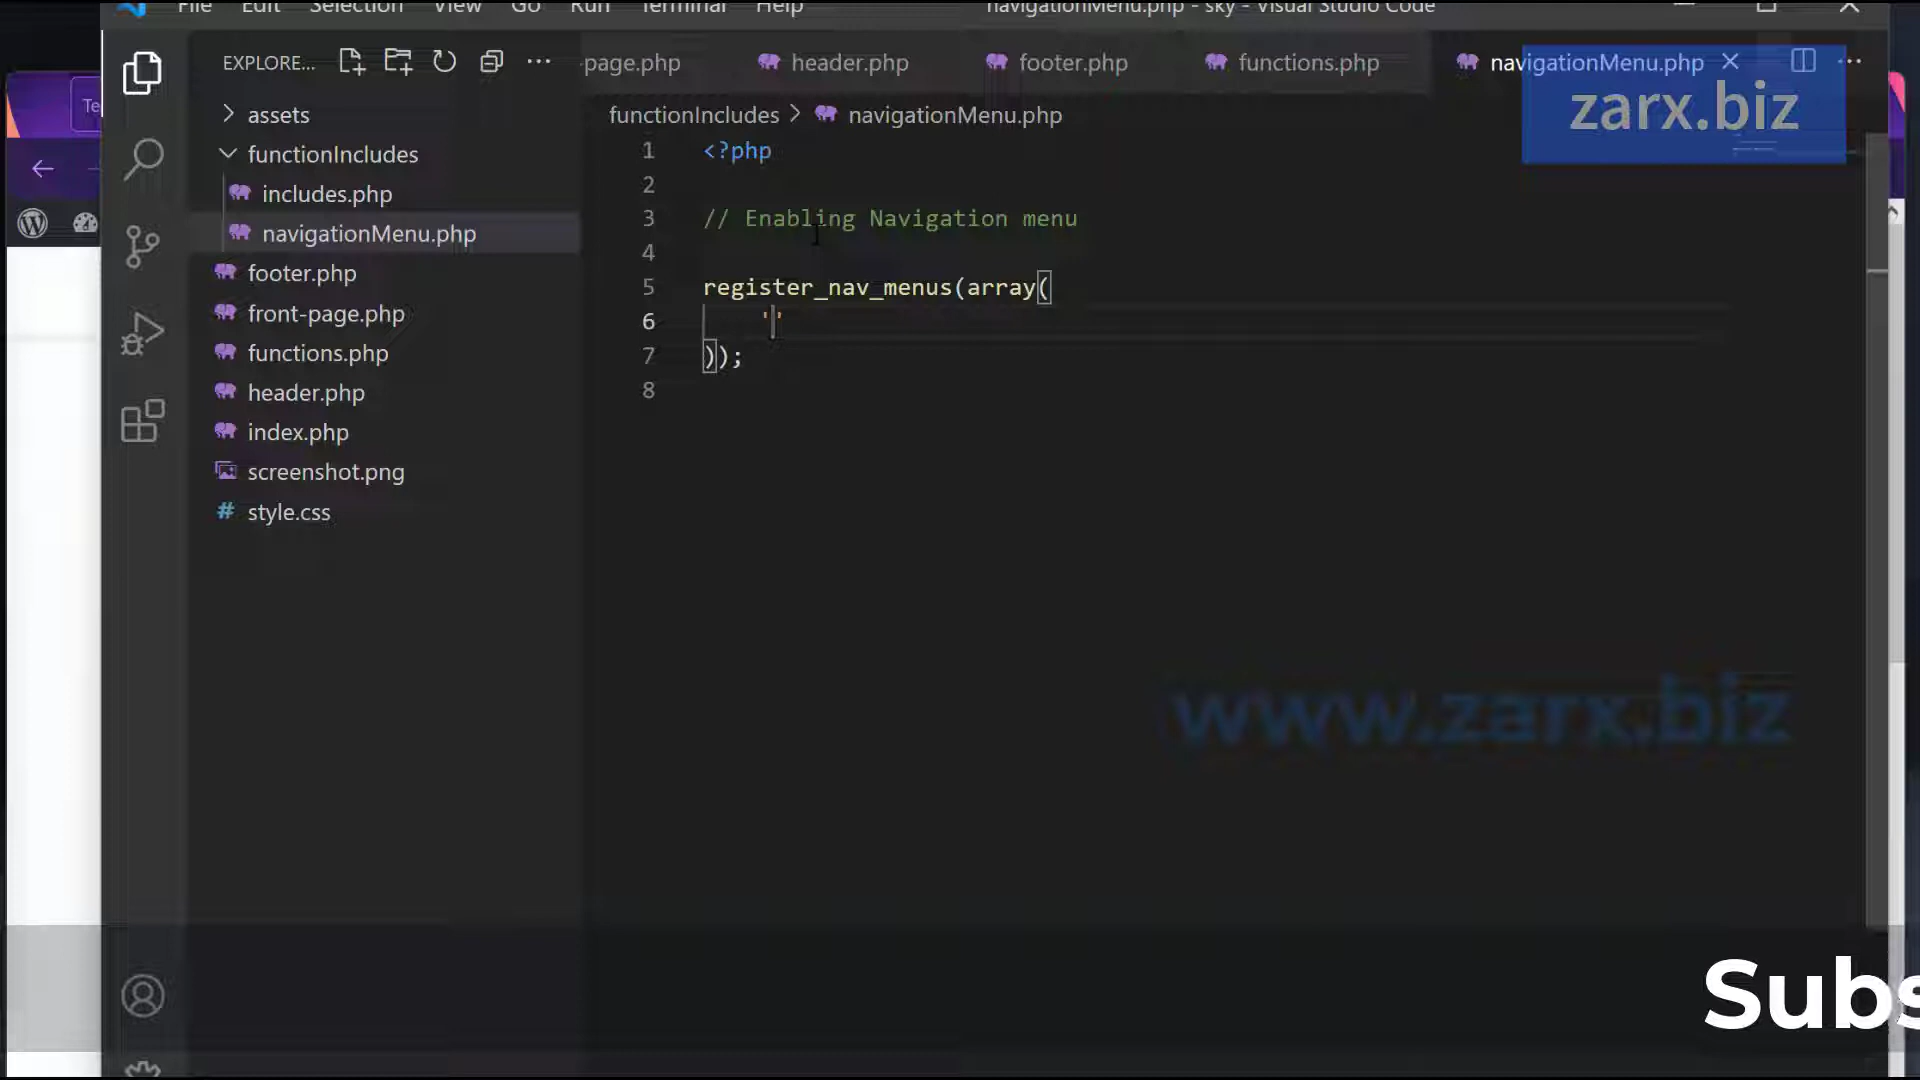 File Edit Selection View Go Run Terminal Help navigationMenu.php - sky - Visual Studio Code
EXPLORE... ···
-page.php header.php footer.php functions.php navigationMenu.php ···
zarx.biz
Te
assets
functionIncludes
includes.php
navigationMenu.php
footer.php
front-page.php
functions.php
header.php
index.php
screenshot.png
# style.css
functionIncludes > navigationMenu.php
1 <?php
2
3 // Enabling Navigation menu
4
5 register_nav_menus(array(
6 ''
7 ));
8
www.zarx.biz
Subs